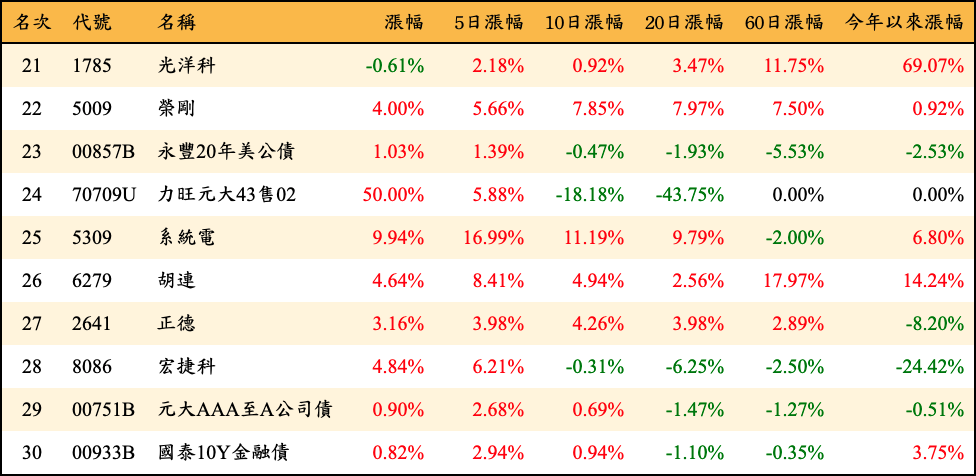 名次 代號 名稱 漲幅 5日漲幅 10日漲幅 20日漲幅 60日漲幅 今年以來漲幅
21 1785 光洋科 -0.61% 2.18% 0.92% 3.47% 11.75% 69.07%
22 5009 榮剛 4.00% 5.66% 7.85% 7.97% 7.50% 0.92%
23 00857B 永豐20年美公債 1.03% 1.39% -0.47% -1.93% -5.53% -2.53%
24 70709U 力旺元大43售02 50.00% 5.88% -18.18% -43.75% 0.00% 0.00%
25 5309 系統電 9.94% 16.99% 11.19% 9.79% -2.00% 6.80%
26 6279 胡連 4.64% 8.41% 4.94% 2.56% 17.97% 14.24%
27 2641 正德 3.16% 3.98% 4.26% 3.98% 2.89% -8.20%
28 8086 宏捷科 4.84% 6.21% -0.31% -6.25% -2.50% -24.42%
29 00751B 元大AAA至A公司債 0.90% 2.68% 0.69% -1.47% -1.27% -0.51%
30 00933B 國泰10Y金融債 0.82% 2.94% 0.94% -1.10% -0.35% 3.75%